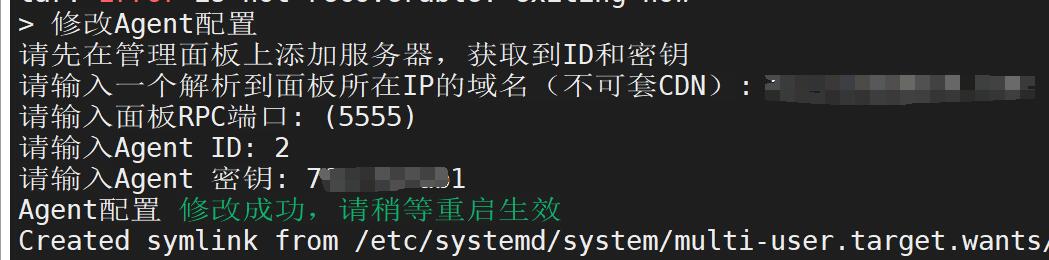 > 修改Agent配置
请先在管理面板上添加服务器，获取到ID和密钥
请输入一个解析到面板所在IP的域名（不可套CDN）：
请输入面板RPC端口: (5555)
请输入Agent ID: 2
请输入Agent 密钥: 7 b1
Agent配置 修改成功，请稍等重启生效
Created symlink from /etc/systemd/system/multi-user.target.wants/